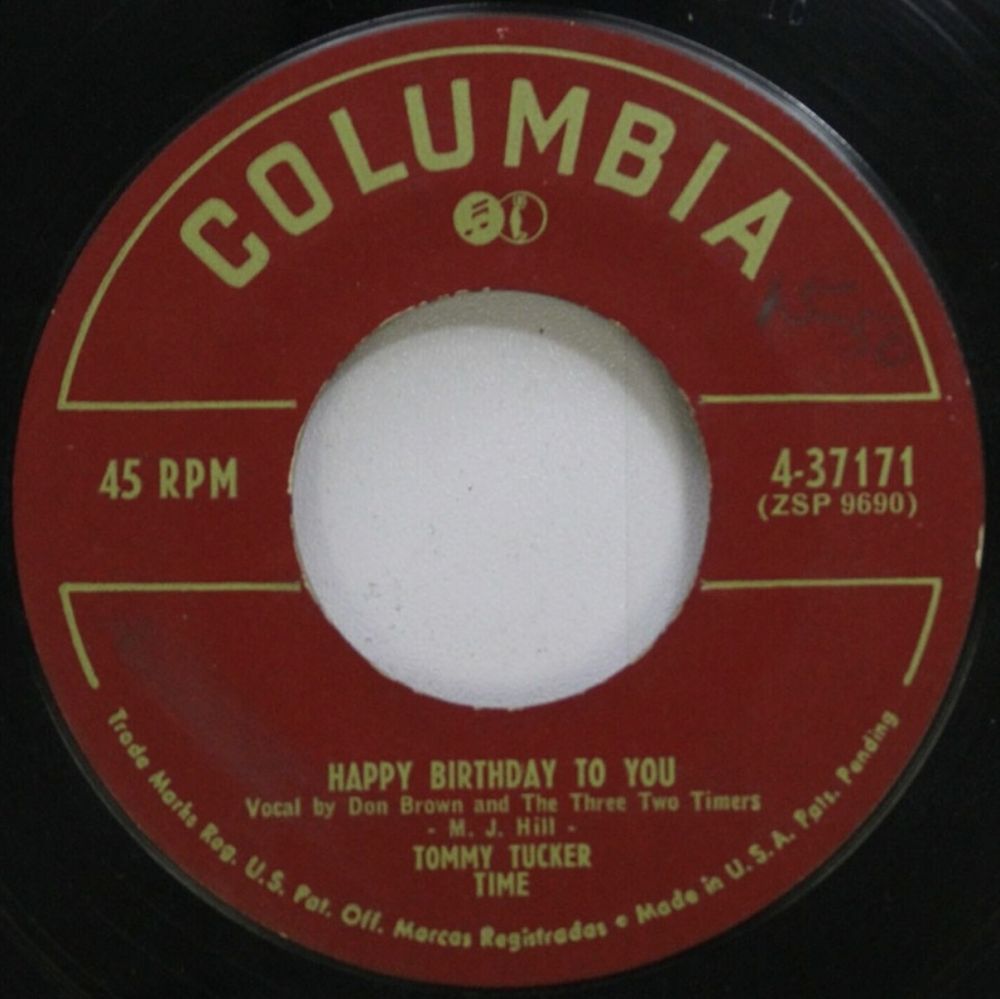 COLUMBIA
45 RPM
4-37171
(ZSP 9690)
HAPPY BIRTHDAY TO YOU
Vocal by Don Brown and The Three Two Timers
- M. J. Hill -
TOMMY TUCKER
TIME
Trade Marks Reg. U.S. Pat. Off. Marcas Registradas • Made in U.S.A. Pats. Pending